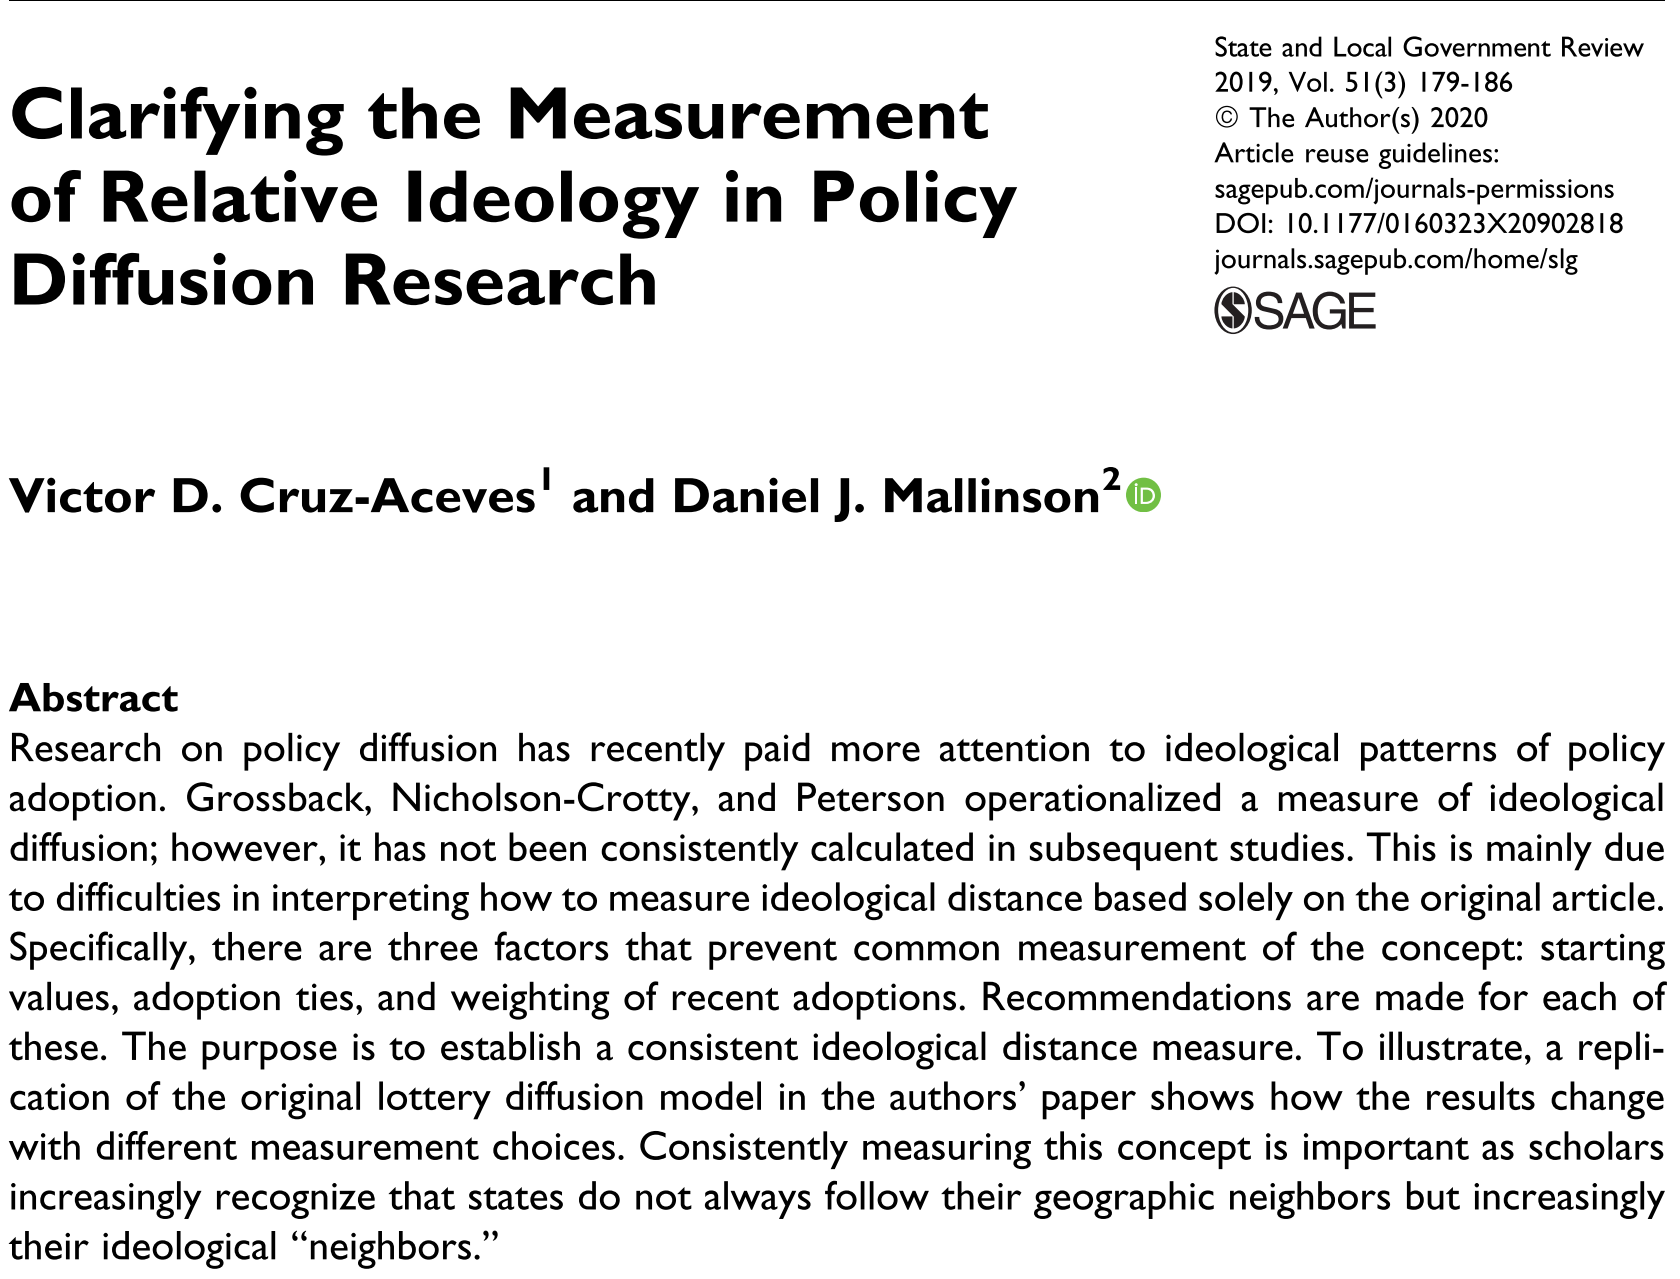 State and Local Government Review
2019, Vol. 51(3) 179-186
© The Author(s) 2020
Article reuse guidelines:
sagepub.com/journals-permissions
DOI: 10.1177/0160323X20902818
journals.sagepub.com/home/slg
SAGE
Clarifying the Measurement
of Relative Ideology in Policy
Diffusion Research
Victor D. Cruz-Aceves1 and Daniel J. Mallinson2 iD
Abstract
Research on policy diffusion has recently paid more attention to ideological patterns of policy
adoption. Grossback, Nicholson-Crotty, and Peterson operationalized a measure of ideological
diffusion; however, it has not been consistently calculated in subsequent studies. This is mainly due
to difficulties in interpreting how to measure ideological distance based solely on the original article.
Specifically, there are three factors that prevent common measurement of the concept: starting
values, adoption ties, and weighting of recent adoptions. Recommendations are made for each of
these. The purpose is to establish a consistent ideological distance measure. To illustrate, a repli-
cation of the original lottery diffusion model in the authors’ paper shows how the results change
with different measurement choices. Consistently measuring this concept is important as scholars
increasingly recognize that states do not always follow their geographic neighbors but increasingly
their ideological “neighbors.”